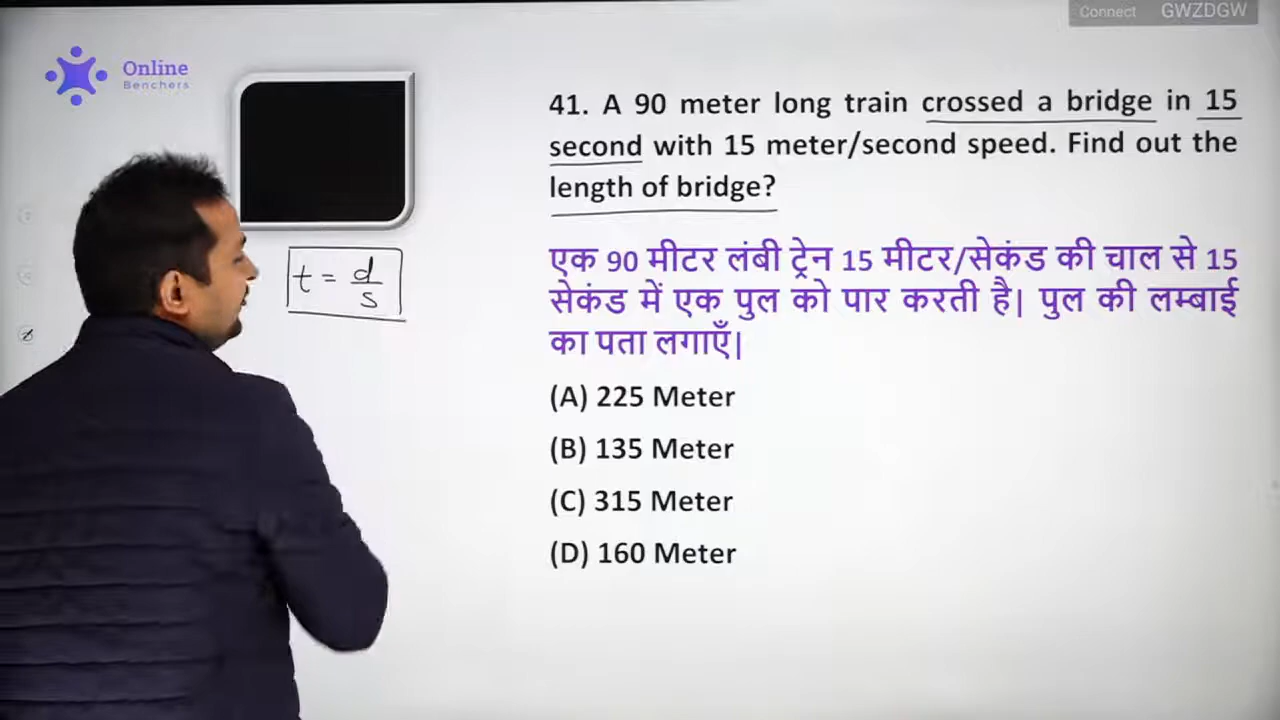 Connect GWZDGW
Online
Benchers
41. A 90 meter long train crossed a bridge in 15
second with 15 meter/second speed. Find out the
length of bridge?
t = d/s
एक 90 मीटर लंबी ट्रेन 15 मीटर/सेकंड की चाल से 15
सेकंड में एक पुल को पार करती है| पुल की लम्बाई
का पता लगाएँ|
(A) 225 Meter
(B) 135 Meter
(C) 315 Meter
(D) 160 Meter